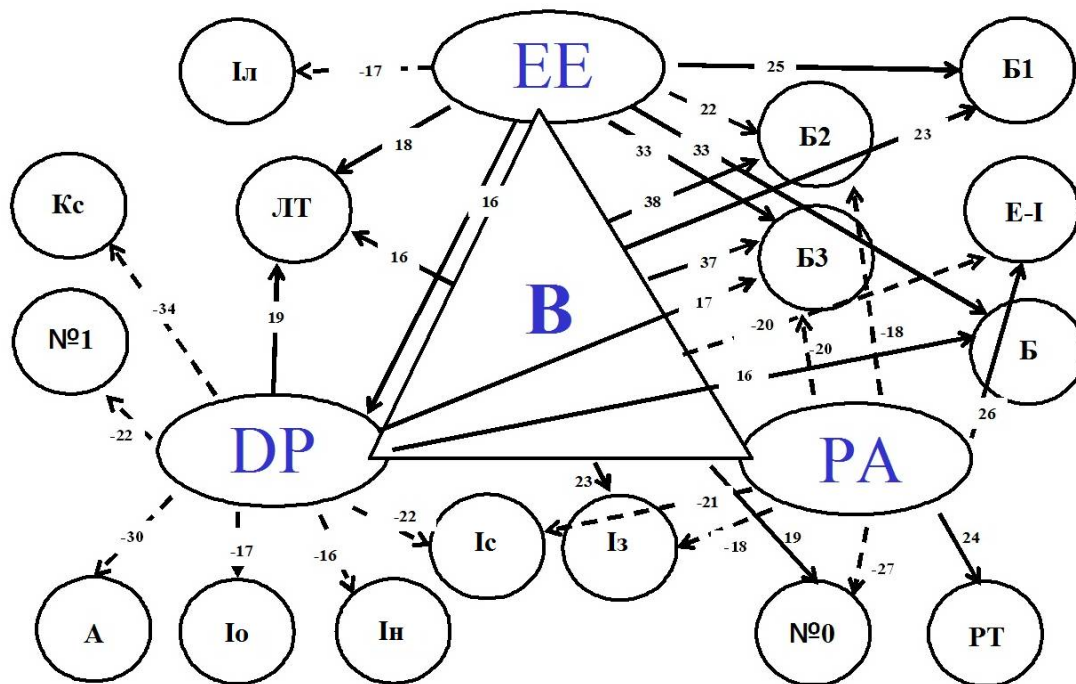 EE
Іл
-17
25
Б1
22
Б2
23
18
33
33
Кс
ЛТ
16
38
Е-І
16
37
Б3
-34
19
В
17
№1
-20
-18
-20
16
Б
-22
26
DP
PA
23
-21
-22
Іс
Із
-18
19
24
-30
-17
-16
-27
А
Іо
Ін
№0
РТ